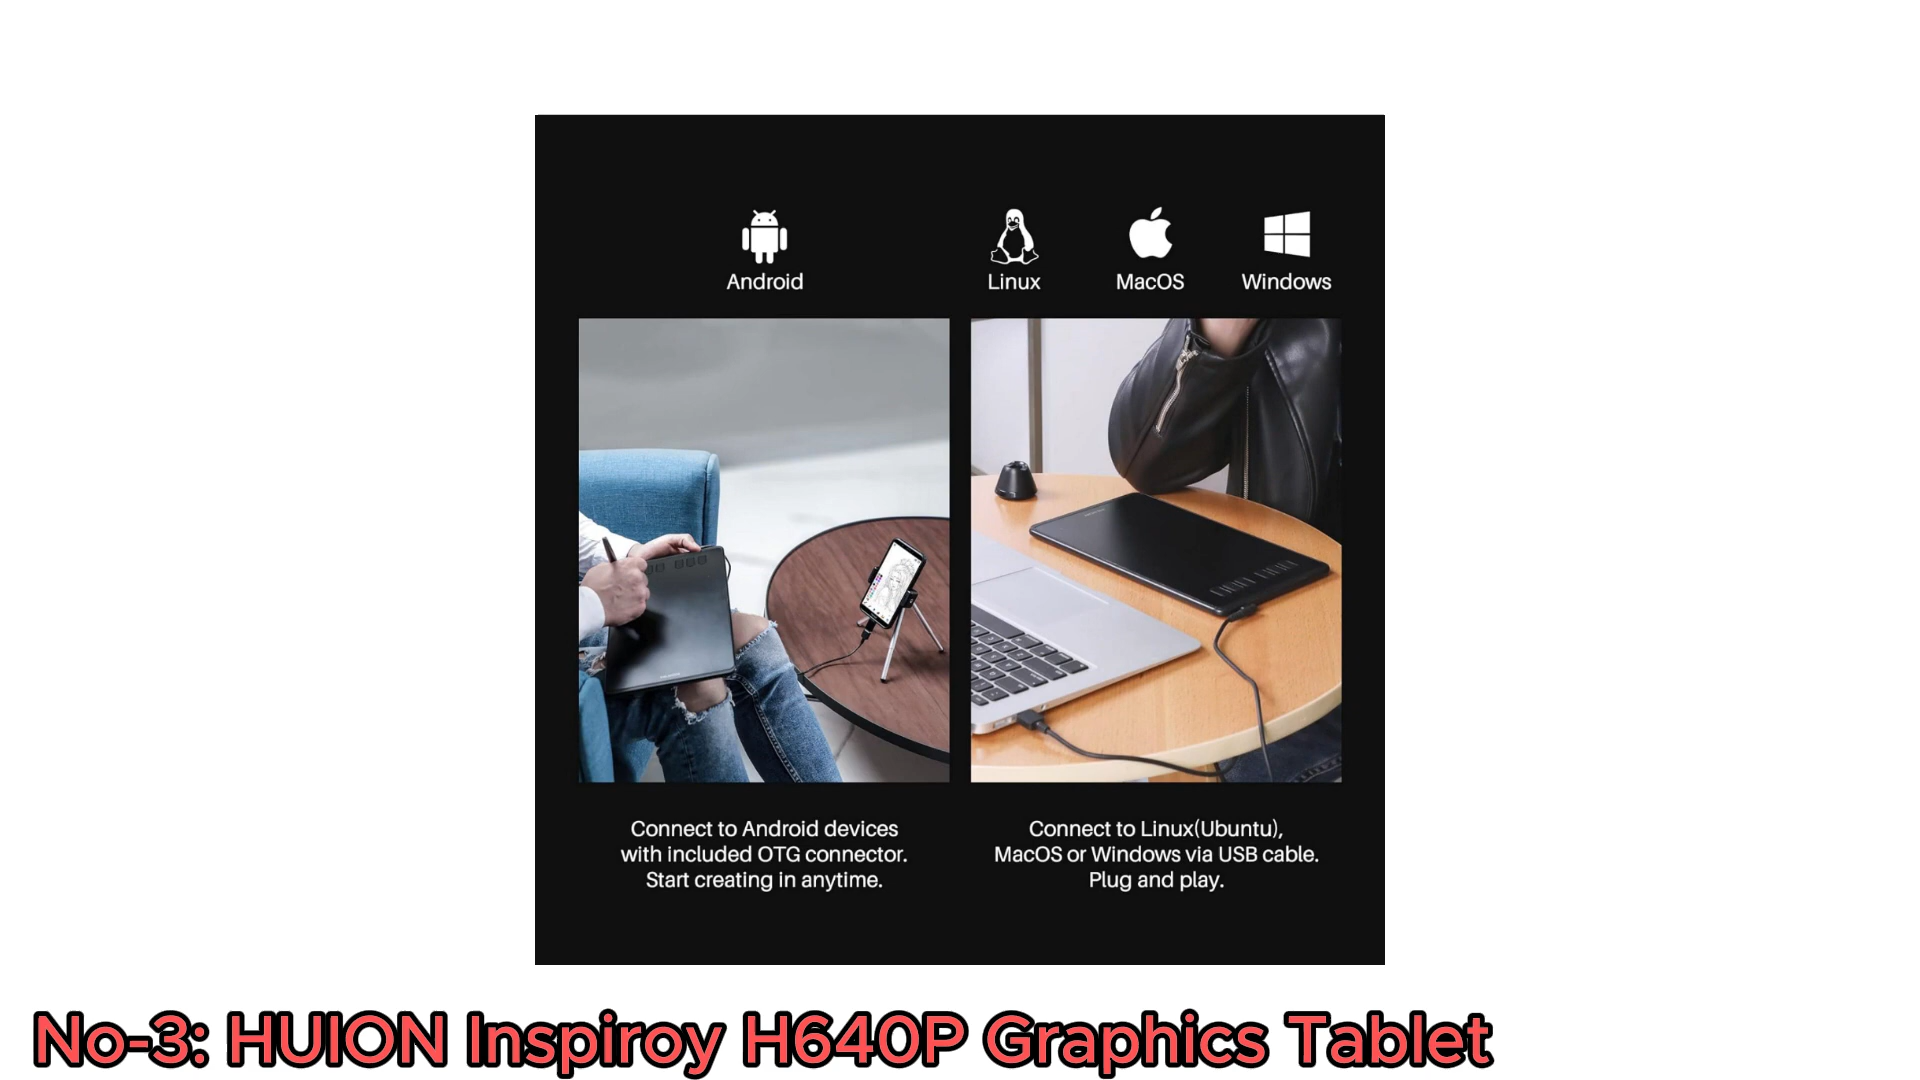 Android
Linux
MacOS
Windows
Connect to Android devices
with included OTG connector.
Start creating in anytime.
Connect to Linux(Ubuntu),
MacOS or Windows via USB cable.
Plug and play.
No-3: HUION Inspiroy H640P Graphics Tablet